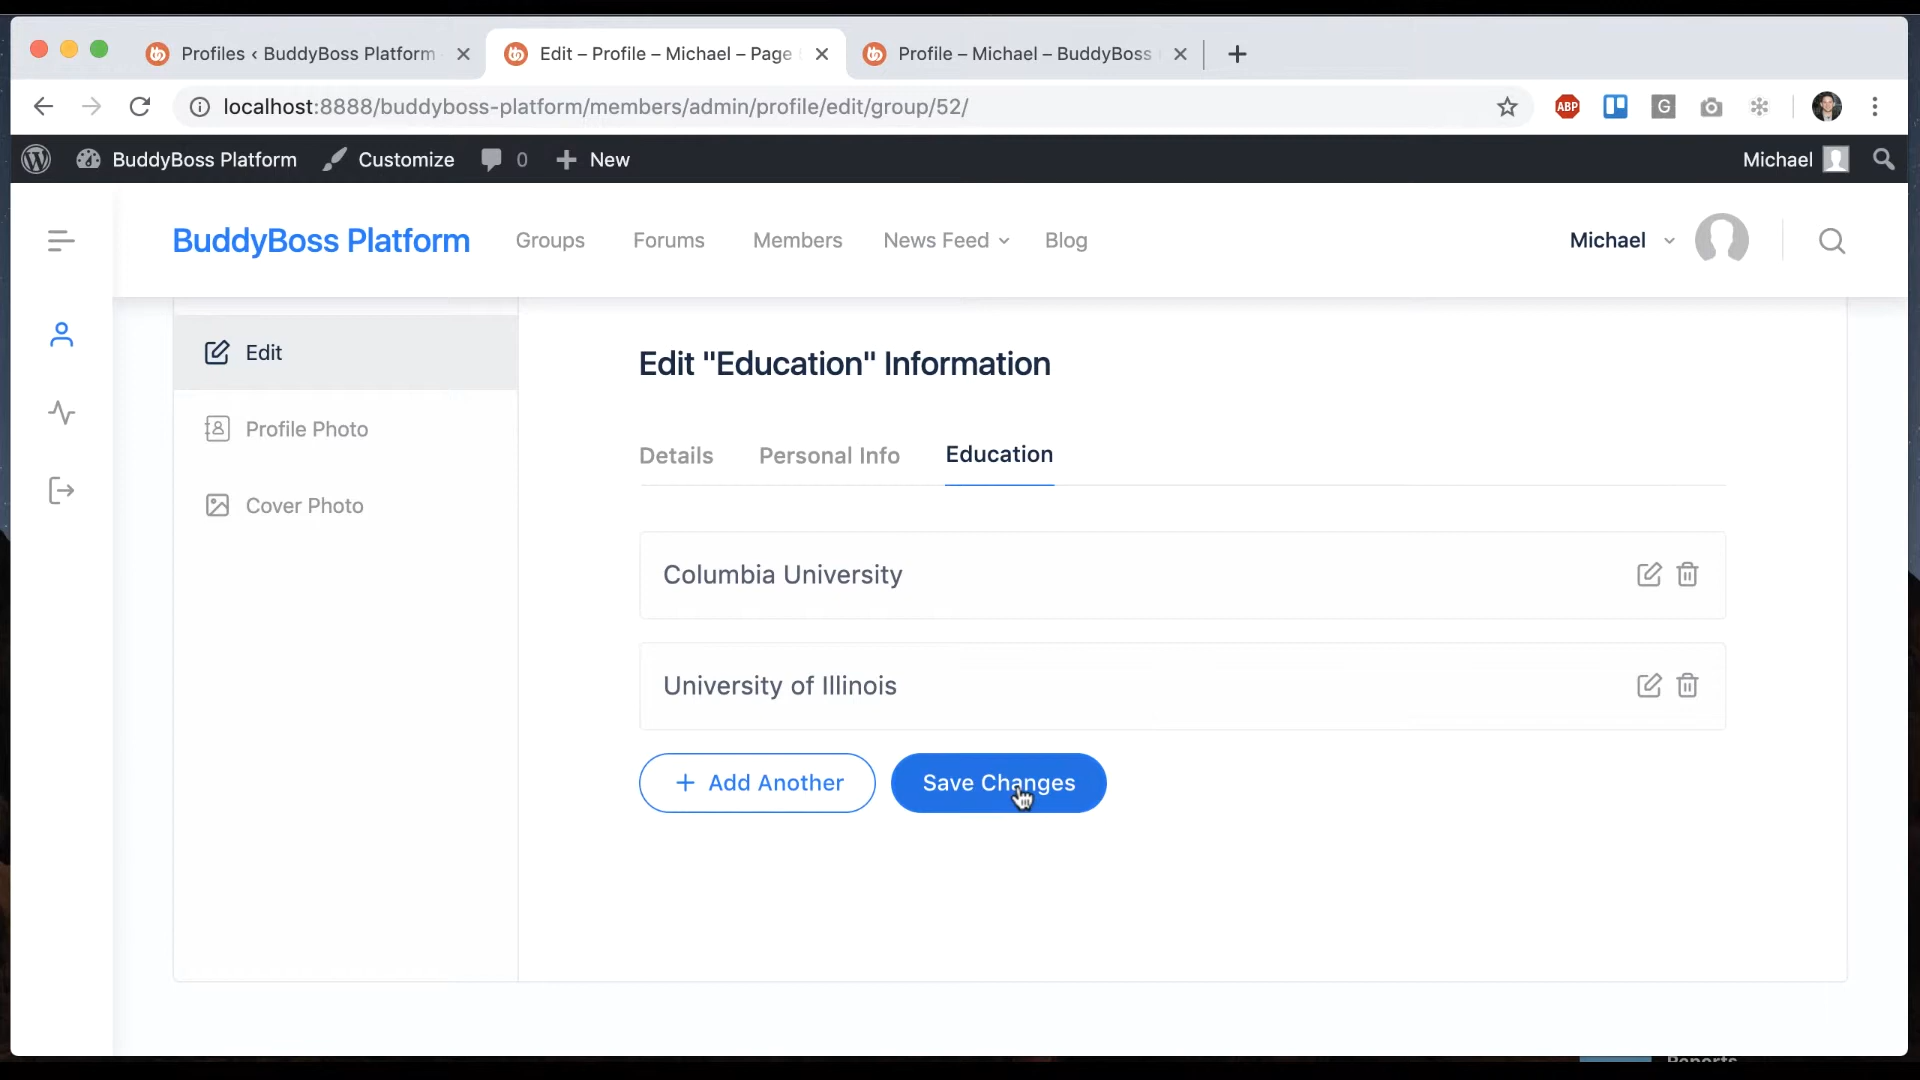 Profiles ‹ BuddyBoss Platform
Edit – Profile – Michael – Page
Profile – Michael – BuddyBoss
localhost:8888/buddyboss-platform/members/admin/profile/edit/group/52/
ABP
G
BuddyBoss Platform
Customize
0
New
Michael
BuddyBoss Platform
Groups
Forums
Members
News Feed
Blog
Michael
Edit
Profile Photo
Cover Photo
Edit "Education" Information
Details
Personal Info
Education
Columbia University
University of Illinois
+ Add Another
Save Changes
Reports